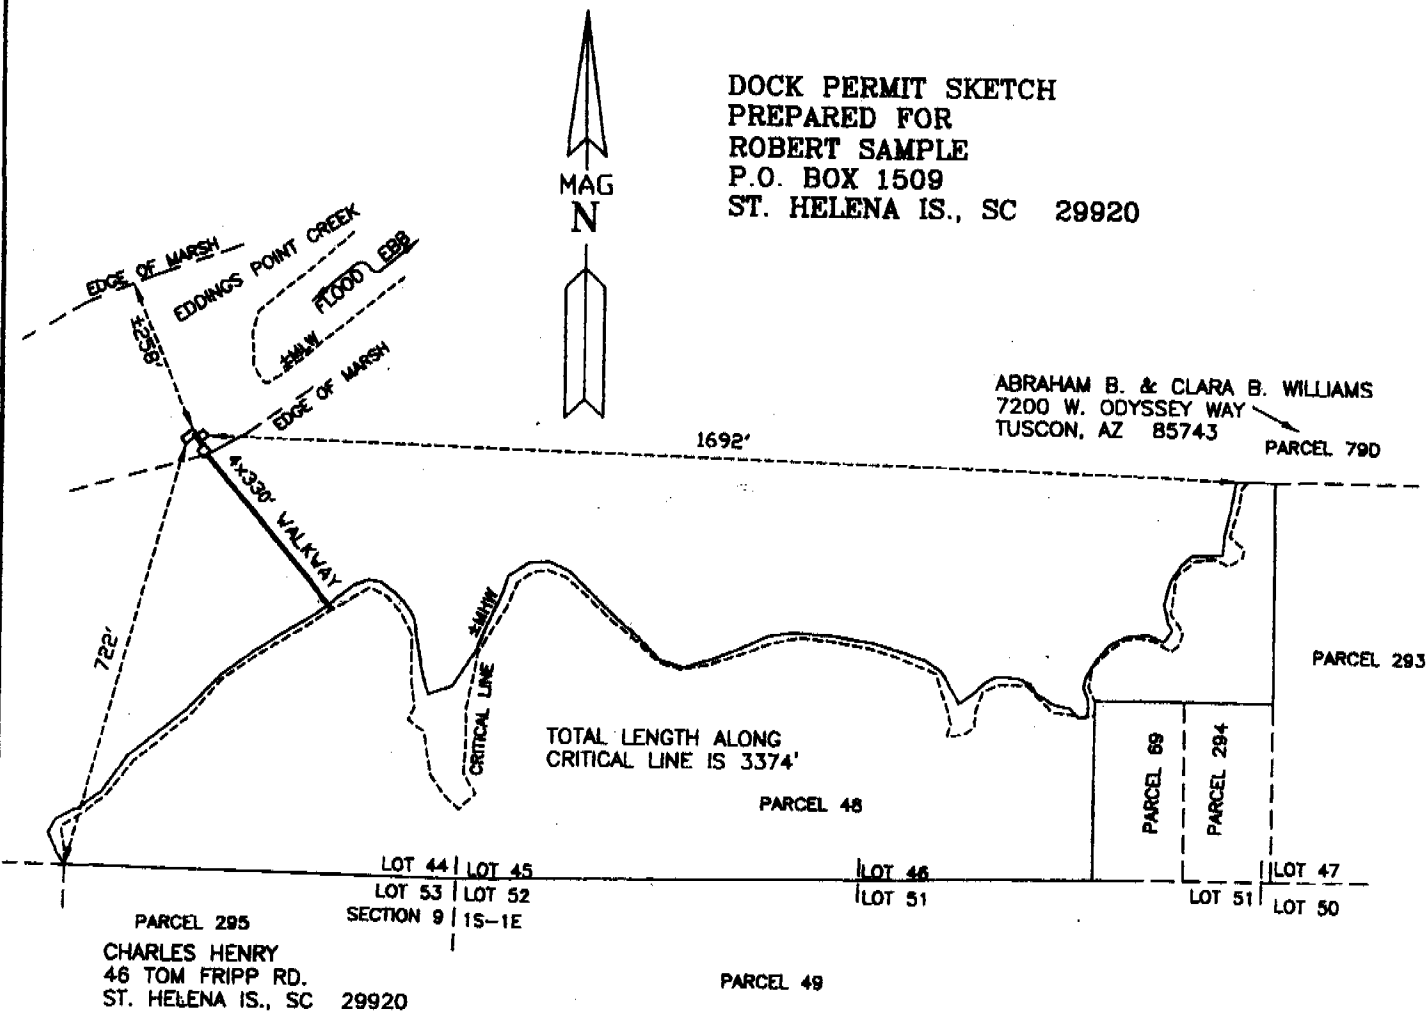 DOCK PERMIT SKETCH
PREPARED FOR
ROBERT SAMPLE
P.O. BOX 1509
ST. HELENA IS., SC 29920
MAG
N
EDGE OF MARSH
EDDINGS POINT CREEK
FLOOD EBB
±MLW
EDGE OF MARSH
±258'
4x330' WALKWAY
722'
1692'
ABRAHAM B. & CLARA B. WILLIAMS
7200 W. ODYSSEY WAY
TUSCON, AZ 85743
PARCEL 79D
±MHW
CRITICAL LINE
PARCEL 293
TOTAL LENGTH ALONG
CRITICAL LINE IS 3374'
PARCEL 48
PARCEL 69
PARCEL 294
LOT 44 LOT 45
LOT 46
LOT 47
LOT 53 LOT 52
LOT 51
LOT 51
LOT 50
SECTION 9 1S-1E
PARCEL 295
CHARLES HENRY
46 TOM FRIPP RD.
ST. HELENA IS., SC 29920
PARCEL 49